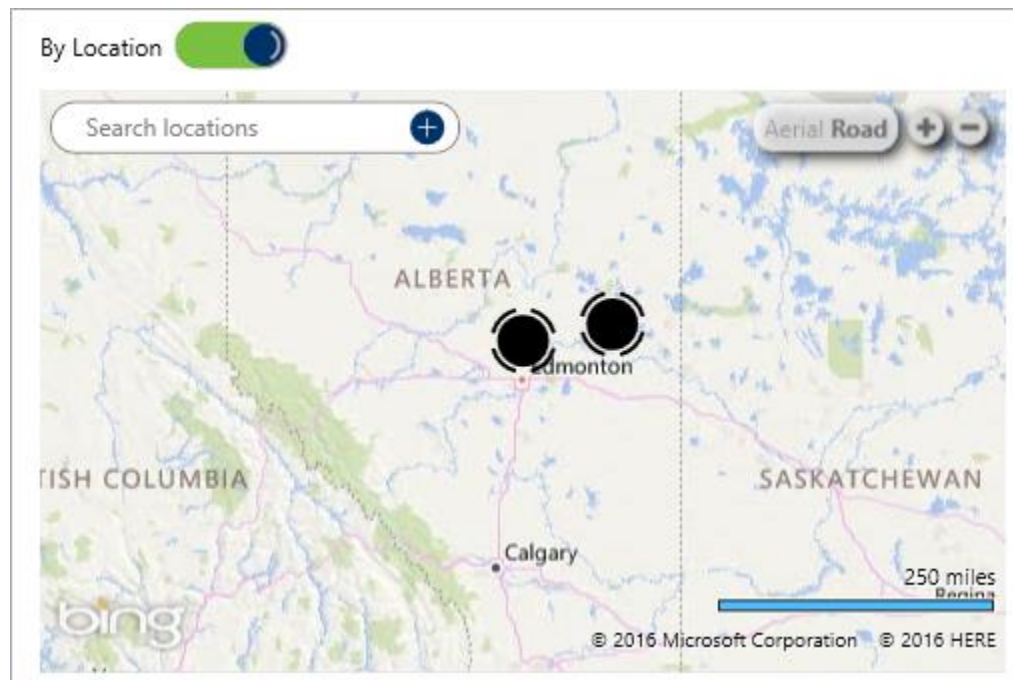 By Location
Search locations
Aerial Road
ALBERTA
Edmonton
TISH COLUMBIA
SASKATCHEWAN
Calgary
250 miles
Regina
bing
© 2016 Microsoft Corporation © 2016 HERE